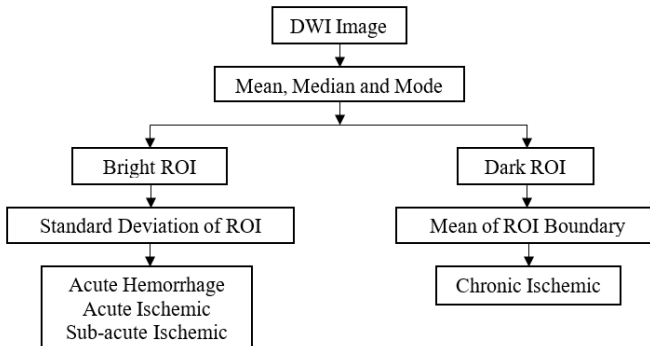 DWI Image
Mean, Median and Mode
Bright ROI
Dark ROI
Standard Deviation of ROI
Mean of ROI Boundary
Acute Hemorrhage
Acute Ischemic
Sub-acute Ischemic
Chronic Ischemic